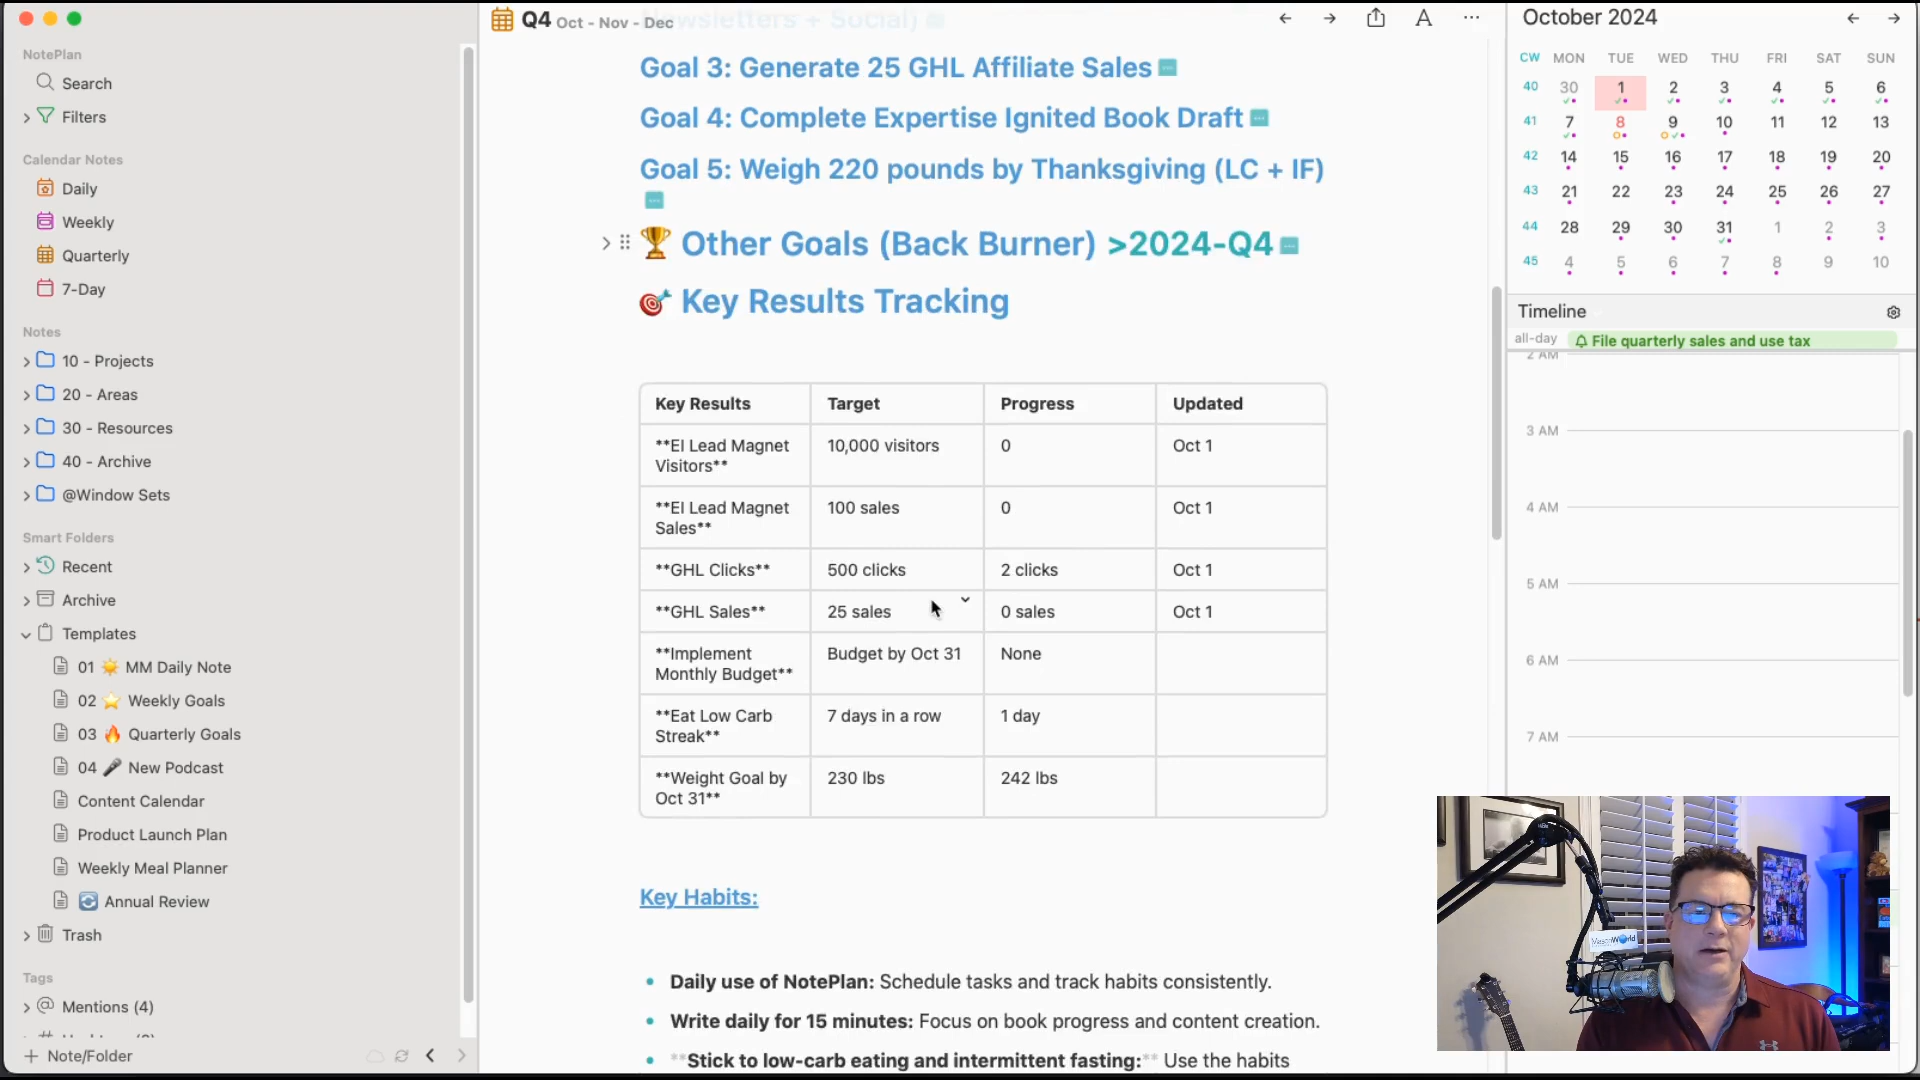 NotePlan
Search
Filters
Calendar Notes
Daily
Weekly
Quarterly
7-Day
Notes
10 - Projects
20 - Areas
30 - Resources
40 - Archive
@Window Sets
Smart Folders
Recent
Archive
Templates
01 ☀️ MM Daily Note
02 ⭐ Weekly Goals
03 🔥 Quarterly Goals
04 🎤 New Podcast
Content Calendar
Product Launch Plan
Weekly Meal Planner
🔄 Annual Review
Trash
Tags
@ Mentions (4)
+ Note/Folder
Q4 Oct - Nov - Dec
Newsletters + Social)
Goal 3: Generate 25 GHL Affiliate Sales
Goal 4: Complete Expertise Ignited Book Draft
Goal 5: Weigh 220 pounds by Thanksgiving (LC + IF)
🏆 Other Goals (Back Burner) >2024-Q4
🎯 Key Results Tracking
Key Results Target Progress Updated
**EI Lead Magnet Visitors** 10,000 visitors 0 Oct 1
**EI Lead Magnet Sales** 100 sales 0 Oct 1
**GHL Clicks** 500 clicks 2 clicks Oct 1
**GHL Sales** 25 sales 0 sales Oct 1
**Implement Monthly Budget** Budget by Oct 31 None
**Eat Low Carb Streak** 7 days in a row 1 day
**Weight Goal by Oct 31** 230 lbs 242 lbs
Key Habits:
• Daily use of NotePlan: Schedule tasks and track habits consistently.
• Write daily for 15 minutes: Focus on book progress and content creation.
• **Stick to low-carb eating and intermittent fasting:** Use the habits
October 2024
CW MON TUE WED THU FRI SAT SUN
40 30 1 2 3 4 5 6
41 7 8 9 10 11 12 13
42 14 15 16 17 18 19 20
43 21 22 23 24 25 26 27
44 28 29 30 31 1 2 3
45 4 5 6 7 8 9 10
Timeline
all-day File quarterly sales and use tax
2 AM
3 AM
4 AM
5 AM
6 AM
7 AM